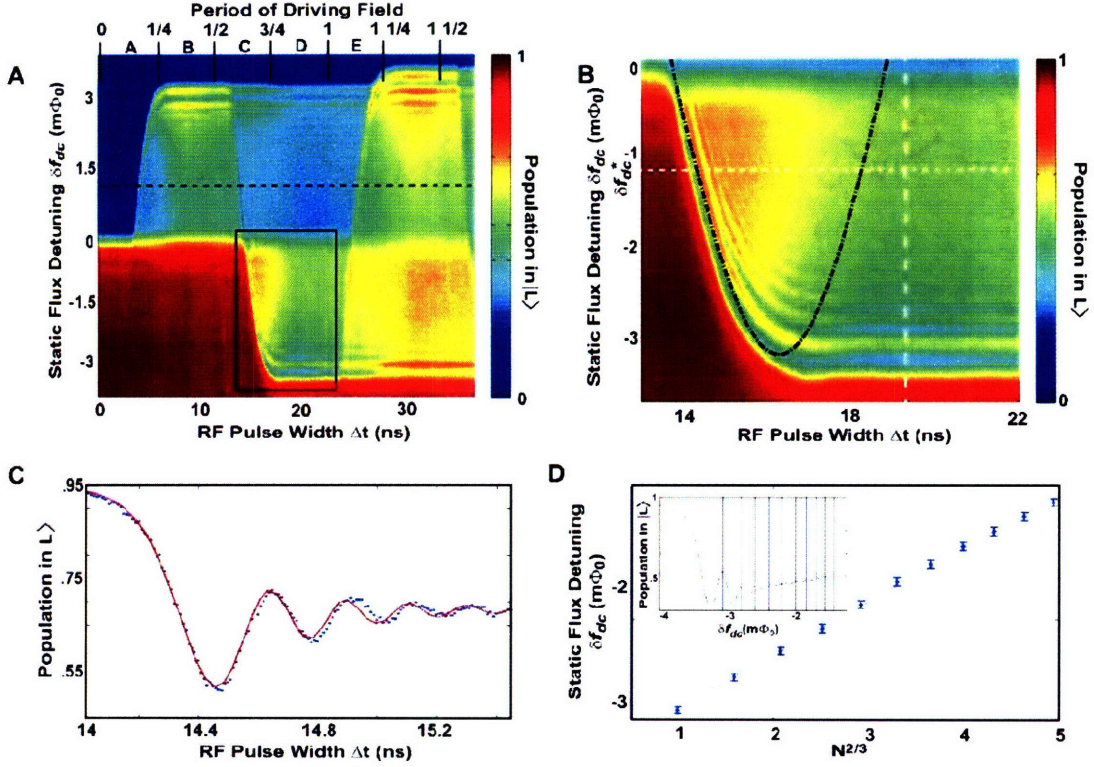 Period of Driving Field
0 1/4 1/2 3/4 1 1 1/4 1 1/2
A B C D E
A
Static Flux Detuning δf_dc (mΦ₀)
3
1.5
0
-1.5
-3
0 10 20 30
RF Pulse Width Δt (ns)
1
Population in |L⟩
0
B
Static Flux Detuning δf_dc (mΦ₀)
δf*_dc
0
-1
-2
-3
14 18 22
RF Pulse Width Δt (ns)
1
Population in |L⟩
0
C
Population in |L⟩
.95
.75
.55
14 14.4 14.8 15.2
RF Pulse Width Δt (ns)
D
Static Flux Detuning
δf_dc (mΦ₀)
-2
-3
1 2 3 4 5
N^2/3
Population in |L⟩
1
.5
-4 -3 -2
δf_dc(mΦ₀)